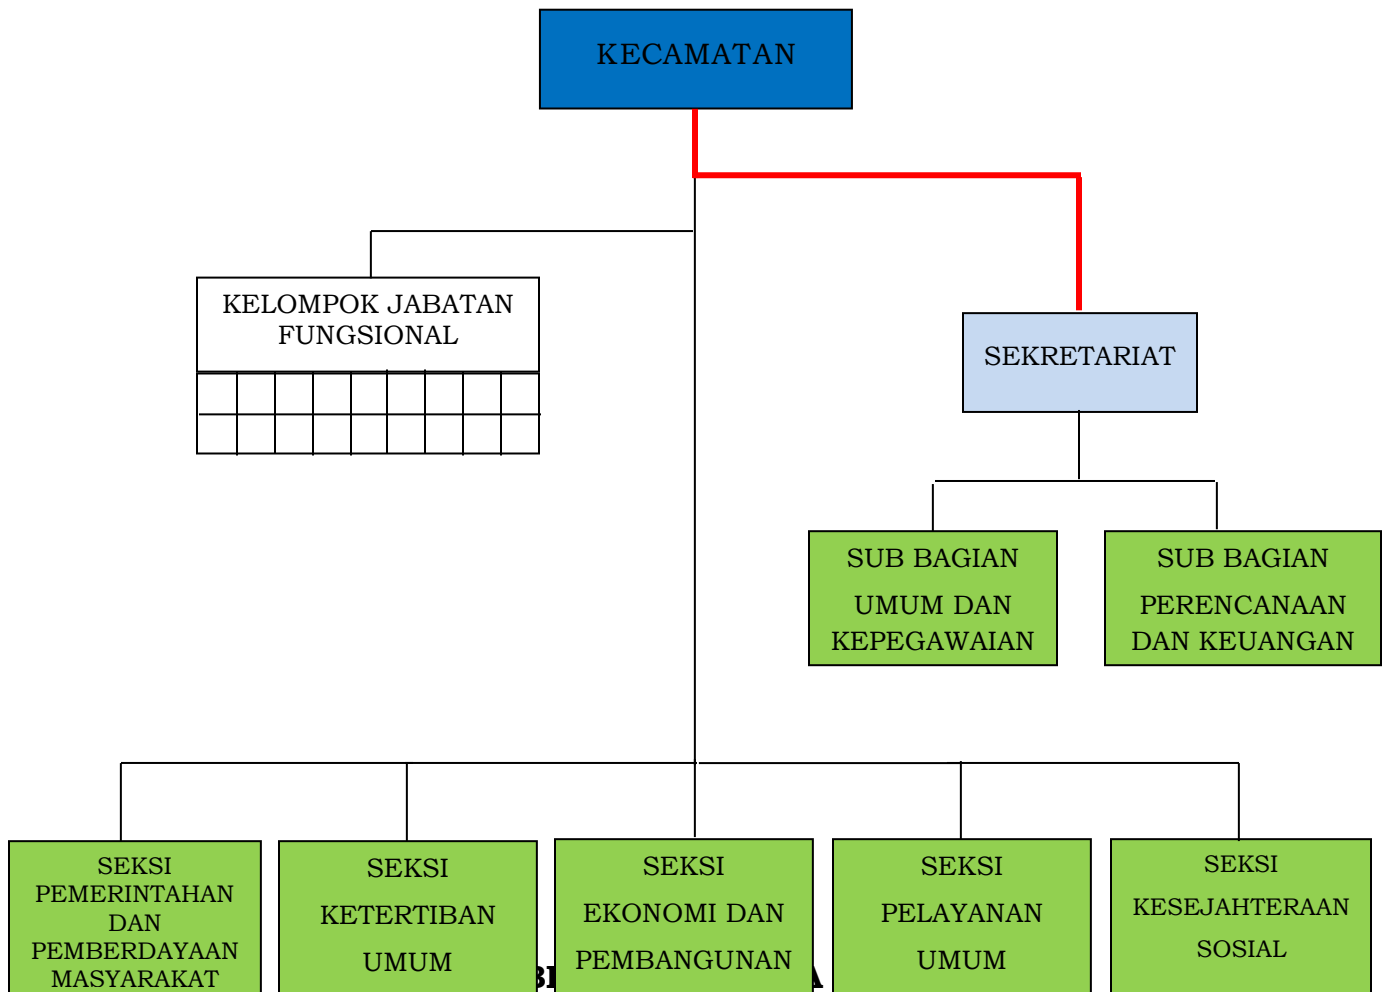 KECAMATAN
KELOMPOK JABATAN
FUNGSIONAL
SEKRETARIAT
SUB BAGIAN
UMUM DAN
KEPEGAWAIAN
SUB BAGIAN
PERENCANAAN
DAN KEUANGAN
SEKSI
PEMERINTAHAN
DAN
PEMBERDAYAAN
MASYARAKAT
SEKSI
KETERTIBAN
UMUM
SEKSI
EKONOMI DAN
PEMBANGUNAN
SEKSI
PELAYANAN
UMUM
SEKSI
KESEJAHTERAAN
SOSIAL